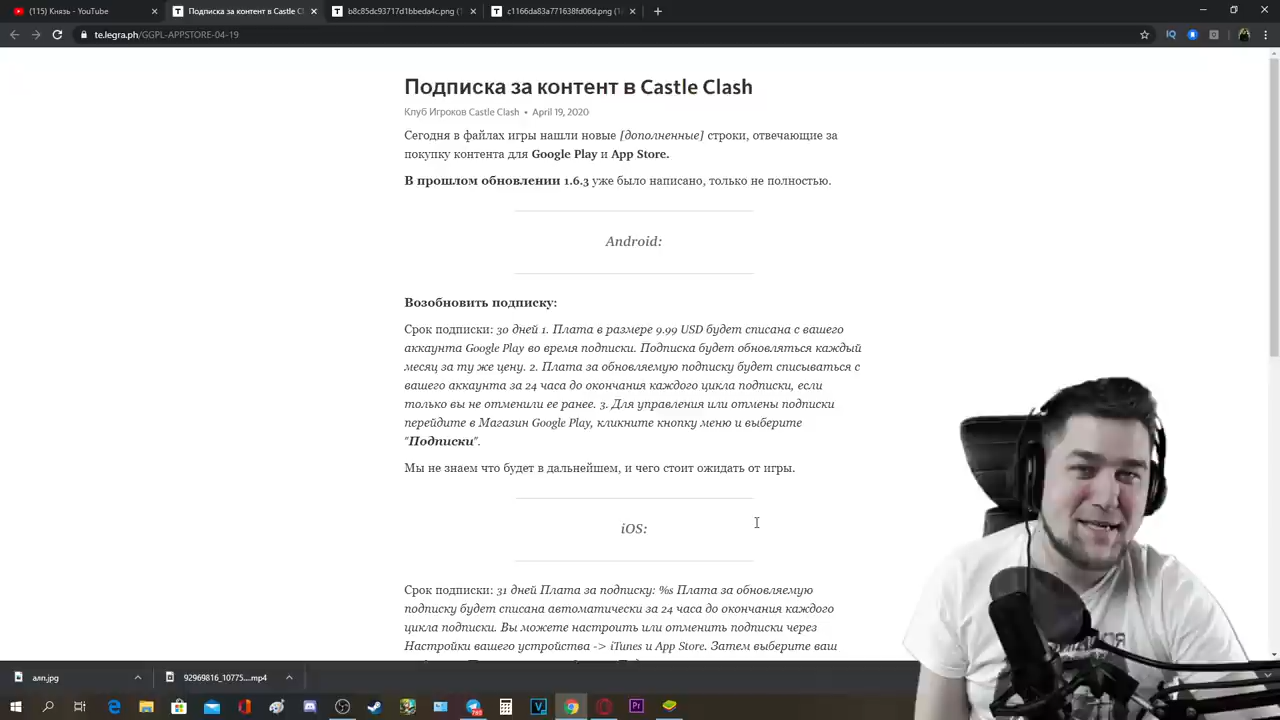 (115) Князь - YouTube
Подписка за контент в Castle C
b8c85dc93717d1bbeda4c.png (1
c1166da83a771638fd06d.png (1
te.legra.ph/GGPL-APPSTORE-04-19
Подписка за контент в Castle Clash
Клуб Игроков Castle Clash • April 19, 2020
Сегодня в файлах игры нашли новые [дополненные] строки, отвечающие за
покупку контента для Google Play и App Store.
В прошлом обновлении 1.6.3 уже было написано, только не полностью.
Android:
Возобновить подписку:
Срок подписки: 30 дней 1. Плата в размере 9.99 USD будет списана с вашего
аккаунта Google Play во время подписки. Подписка будет обновляться каждый
месяц за ту же цену. 2. Плата за обновляемую подписку будет списываться с
вашего аккаунта за 24 часа до окончания каждого цикла подписки, если
только вы не отменили ее ранее. 3. Для управления или отмены подписки
перейдите в Магазин Google Play, кликните кнопку меню и выберите
"Подписки".
Мы не знаем что будет в дальнейшем, и чего стоит ожидать от игры.
iOS:
Срок подписки: 31 дней Плата за подписку: %s Плата за обновляемую
подписку будет списана автоматически за 24 часа до окончания каждого
цикла подписки. Вы можете настроить или отменить подписки через
Настройки вашего устройства -> iTunes и App Store. Затем выберите ваш
алп.jpg
92969816_10775....mp4